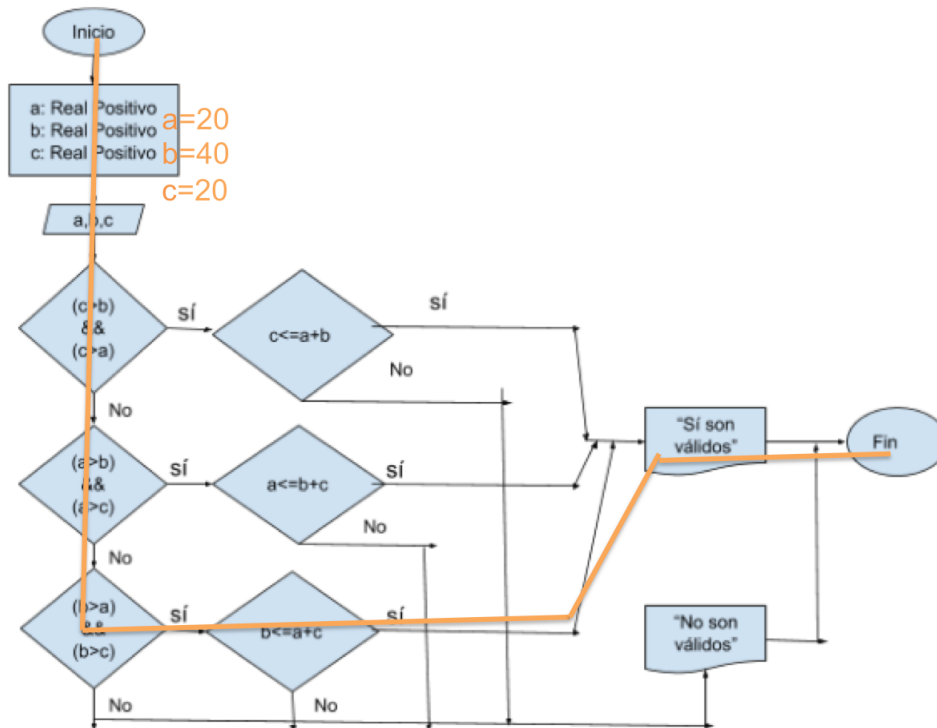 Inicio
a: Real Positivo
b: Real Positivo
c: Real Positivo
a=20
b=40
c=20
a,b,c
(c>b)
&&
(c>a)
sí
c<=a+b
sí
No
No
(a>b)
&&
(a>c)
sí
a<=b+c
sí
No
No
(b>a)
&&
(b>c)
sí
b<=a+c
sí
No
No
“Sí son
válidos”
Fin
“No son
válidos”